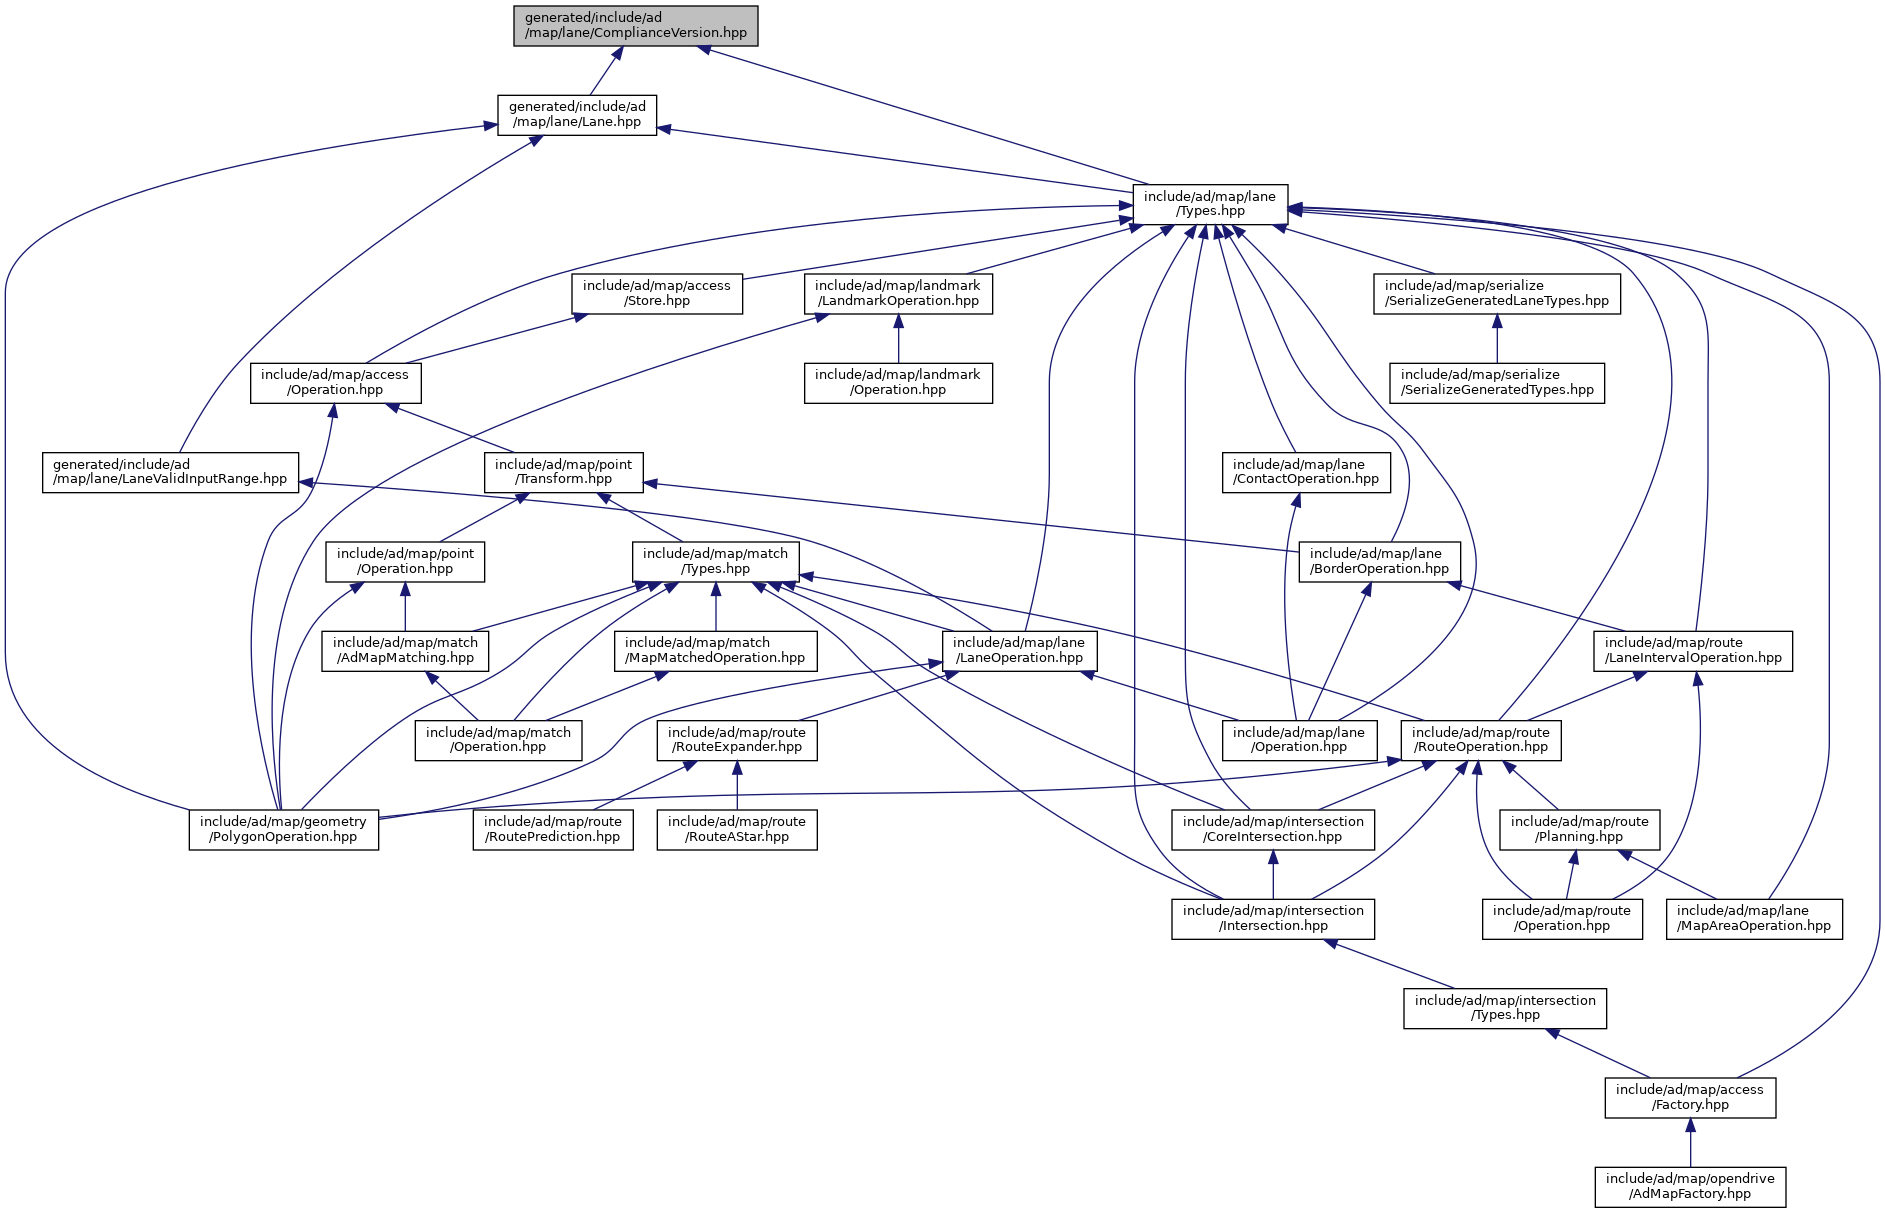 generated/include/ad
/map/lane/ComplianceVersion.hpp
generated/include/ad
/map/lane/Lane.hpp
include/ad/map/lane
/Types.hpp
include/ad/map/access
/Store.hpp
include/ad/map/landmark
/LandmarkOperation.hpp
include/ad/map/serialize
/SerializeGeneratedLaneTypes.hpp
include/ad/map/access
/Operation.hpp
include/ad/map/landmark
/Operation.hpp
include/ad/map/serialize
/SerializeGeneratedTypes.hpp
generated/include/ad
/map/lane/LaneValidInputRange.hpp
include/ad/map/point
/Transform.hpp
include/ad/map/lane
/ContactOperation.hpp
include/ad/map/point
/Operation.hpp
include/ad/map/match
/Types.hpp
include/ad/map/lane
/BorderOperation.hpp
include/ad/map/match
/AdMapMatching.hpp
include/ad/map/match
/MapMatchedOperation.hpp
include/ad/map/lane
/LaneOperation.hpp
include/ad/map/route
/LaneIntervalOperation.hpp
include/ad/map/match
/Operation.hpp
include/ad/map/route
/RouteExpander.hpp
include/ad/map/lane
/Operation.hpp
include/ad/map/route
/RouteOperation.hpp
include/ad/map/geometry
/PolygonOperation.hpp
include/ad/map/route
/RoutePrediction.hpp
include/ad/map/route
/RouteAStar.hpp
include/ad/map/intersection
/CoreIntersection.hpp
include/ad/map/route
/Planning.hpp
include/ad/map/intersection
/Intersection.hpp
include/ad/map/route
/Operation.hpp
include/ad/map/lane
/MapAreaOperation.hpp
include/ad/map/intersection
/Types.hpp
include/ad/map/access
/Factory.hpp
include/ad/map/opendrive
/AdMapFactory.hpp